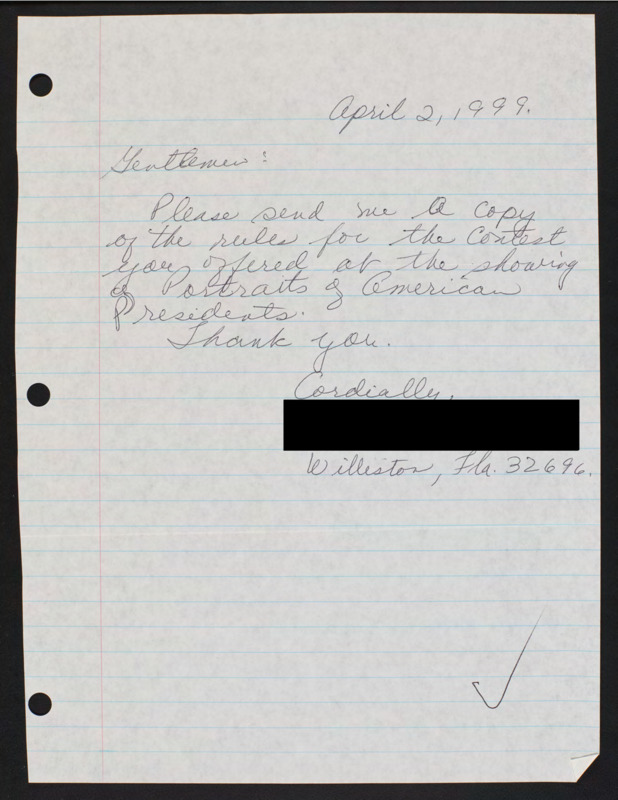 April 2, 1999.
Gentlemen:
Please send me a copy
of the rules for the contest
you offered at the showing
of Portraits of American
Presidents.
Thank you.
Cordially,
Williston, Fla. 32696.